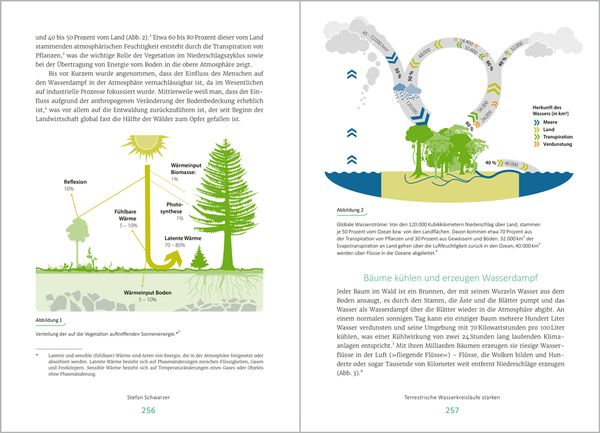 und 40 bis 50 Prozent vom Land (Abb. 2).² Etwa 60 bis 80 Prozent dieser vom Land
stammenden atmosphärischen Feuchtigkeit entsteht durch die Transpiration von
Pflanzen,³ was die wichtige Rolle der Vegetation im Niederschlagszyklus sowie
bei der Übertragung von Energie vom Boden in die obere Atmosphäre zeigt.
Bis vor Kurzem wurde angenommen, dass der Einfluss des Menschen auf
den Wasserdampf in der Atmosphäre vernachlässigbar ist, da im Wesentlichen
auf industrielle Prozesse fokussiert wurde. Mittlerweile weiß man, dass der Ein-
fluss aufgrund der anthropogenen Veränderung der Bodenbedeckung erheblich
ist, was vor allem auf die Entwaldung zurückzuführen ist, der seit Beginn der
Landwirtschaft global fast die Hälfte der Wälder zum Opfer gefallen ist.
Reflexion
10%
Wärmeinput
Biomasse:
1%
Photo-
synthese
1%
Fühlbare
Wärme
5 – 10%
Latente Wärme
70 – 80%
Wärmeinput Boden
5 – 10%
Abbildung 1
Verteilung der auf die Vegetation auftreffenden Sonnenenergie.*
* Latente und sensible (fühlbare) Wärme sind Arten von Energie, die in der Atmosphäre freigesetzt oder
absorbiert werden. Latente Wärme bezieht sich auf Phasenänderungen zwischen Flüssigkeiten, Gasen
und Festkörpern. Sensible Wärme bezieht sich auf Temperaturänderungen eines Gases oder Objekts
ohne Phasenänderung.
Stefan Schwarzer
256
50 %
50 %
40 %
40.000
Herkunft des
Wassers [in km³]
Meere
Land
Transpiration
Verdunstung
Abbildung 2
Globale Wasserströme: Von den 120.000 Kubikkilometern Niederschlag über Land, stammen
je 50 Prozent vom Ozean bzw. von den Landflächen. Davon kommen etwa 70 Prozent aus
der Transpiration von Pflanzen und 30 Prozent aus Gewässern und Böden. 32.000 km³ der
Evapotranspiration an Land gehen über die Luftfeuchtigkeit zurück in den Ozean; 40.000 km³
werden über Flüsse in die Ozeane abgeleitet.
Bäume kühlen und erzeugen Wasserdampf
Jeder Baum im Wald ist ein Brunnen, der mit seinen Wurzeln Wasser aus dem
Boden ansaugt, es durch den Stamm, die Äste und die Blätter pumpt und das
Wasser als Wasserdampf über die Blätter wieder in die Atmosphäre abgibt. An
einem normalen sonnigen Tag kann ein einziger Baum mehrere Hundert Liter
Wasser verdunsten und seine Umgebung mit 70 Kilowattstunden pro 100 Liter
kühlen, was einer Kühlwirkung von zwei 24 Stunden lang laufenden Klima-
anlagen entspricht.⁷ Mit ihren Milliarden Bäumen erzeugen sie riesige Wasser-
flüsse in der Luft (»fliegende Flüsse«) – Flüsse, die Wolken bilden und Hun-
derte oder sogar Tausende von Kilometer weit entfernt Niederschläge erzeugen
(Abb. 3).⁸
Terrestrische Wasserkreisläufe stärken
257